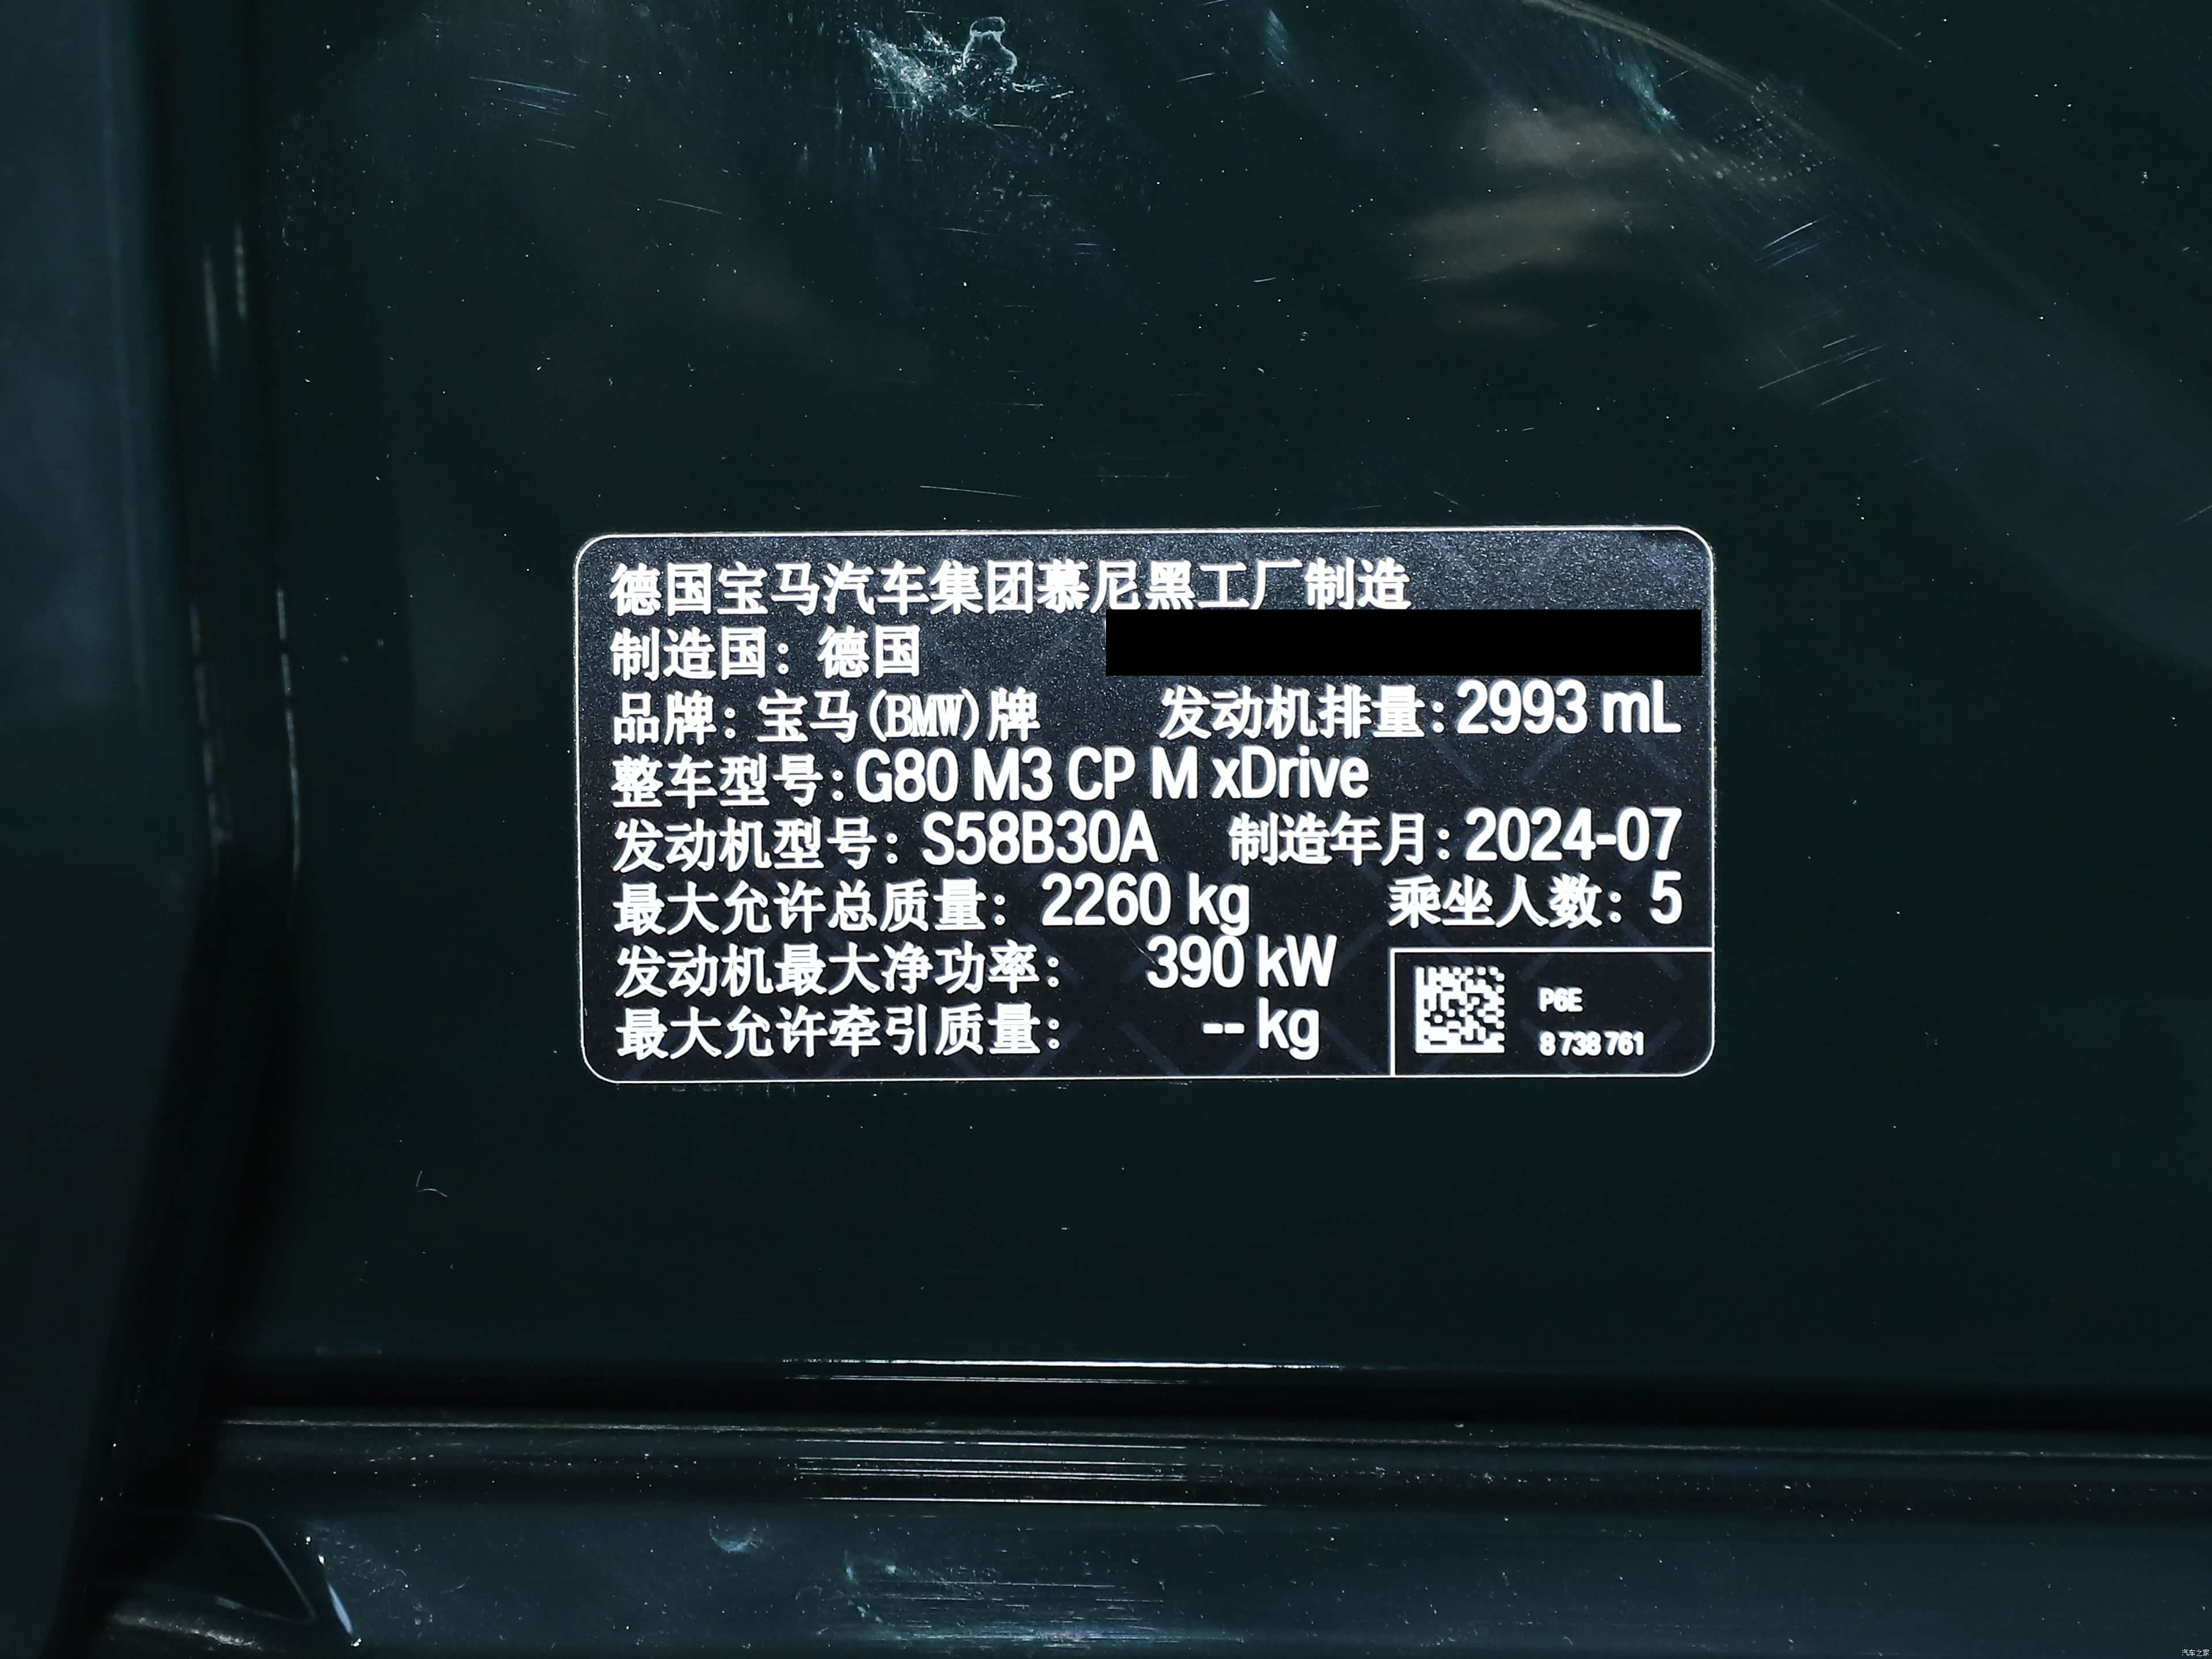 德国宝马汽车集团慕尼黑工厂制造
制造国：德国
品牌：宝马(BMW)牌 发动机排量：2993 mL
整车型号：G80 M3 CP M xDrive
发动机型号：S58B30A 制造年月：2024-07
最大允许总质量：2260 kg 乘坐人数：5
发动机最大净功率：390 kW
最大允许牵引质量：-- kg
P6E
8 738 761
汽车之家